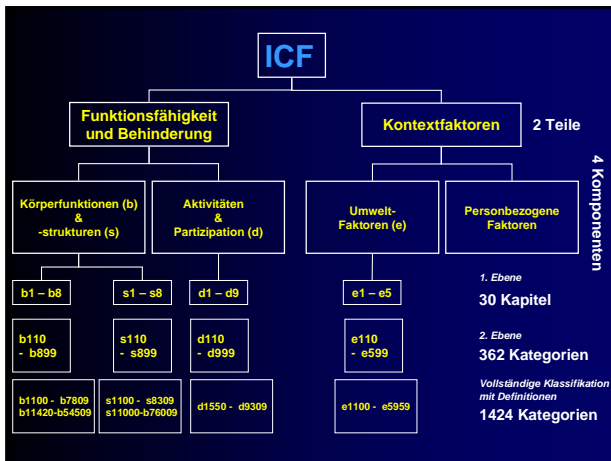 ICF
Funktionsfähigkeit
und Behinderung
Kontextfaktoren
2 Teile
Körperfunktionen (b)
&
-strukturen (s)
Aktivitäten
&
Partizipation (d)
Umwelt-
Faktoren (e)
Personbezogene
Faktoren
4 Komponenten
b1 – b8
s1 – s8
d1 – d9
e1 – e5
1. Ebene
30 Kapitel
b110
- b899
s110
- s899
d110
- d999
e110
- e599
2. Ebene
362 Kategorien
b1100 - b7809
b11420-b54509
s1100 - s8309
s11000-b76009
d1550 - d9309
e1100 - e5959
Vollständige Klassifikation
mit Definitionen
1424 Kategorien